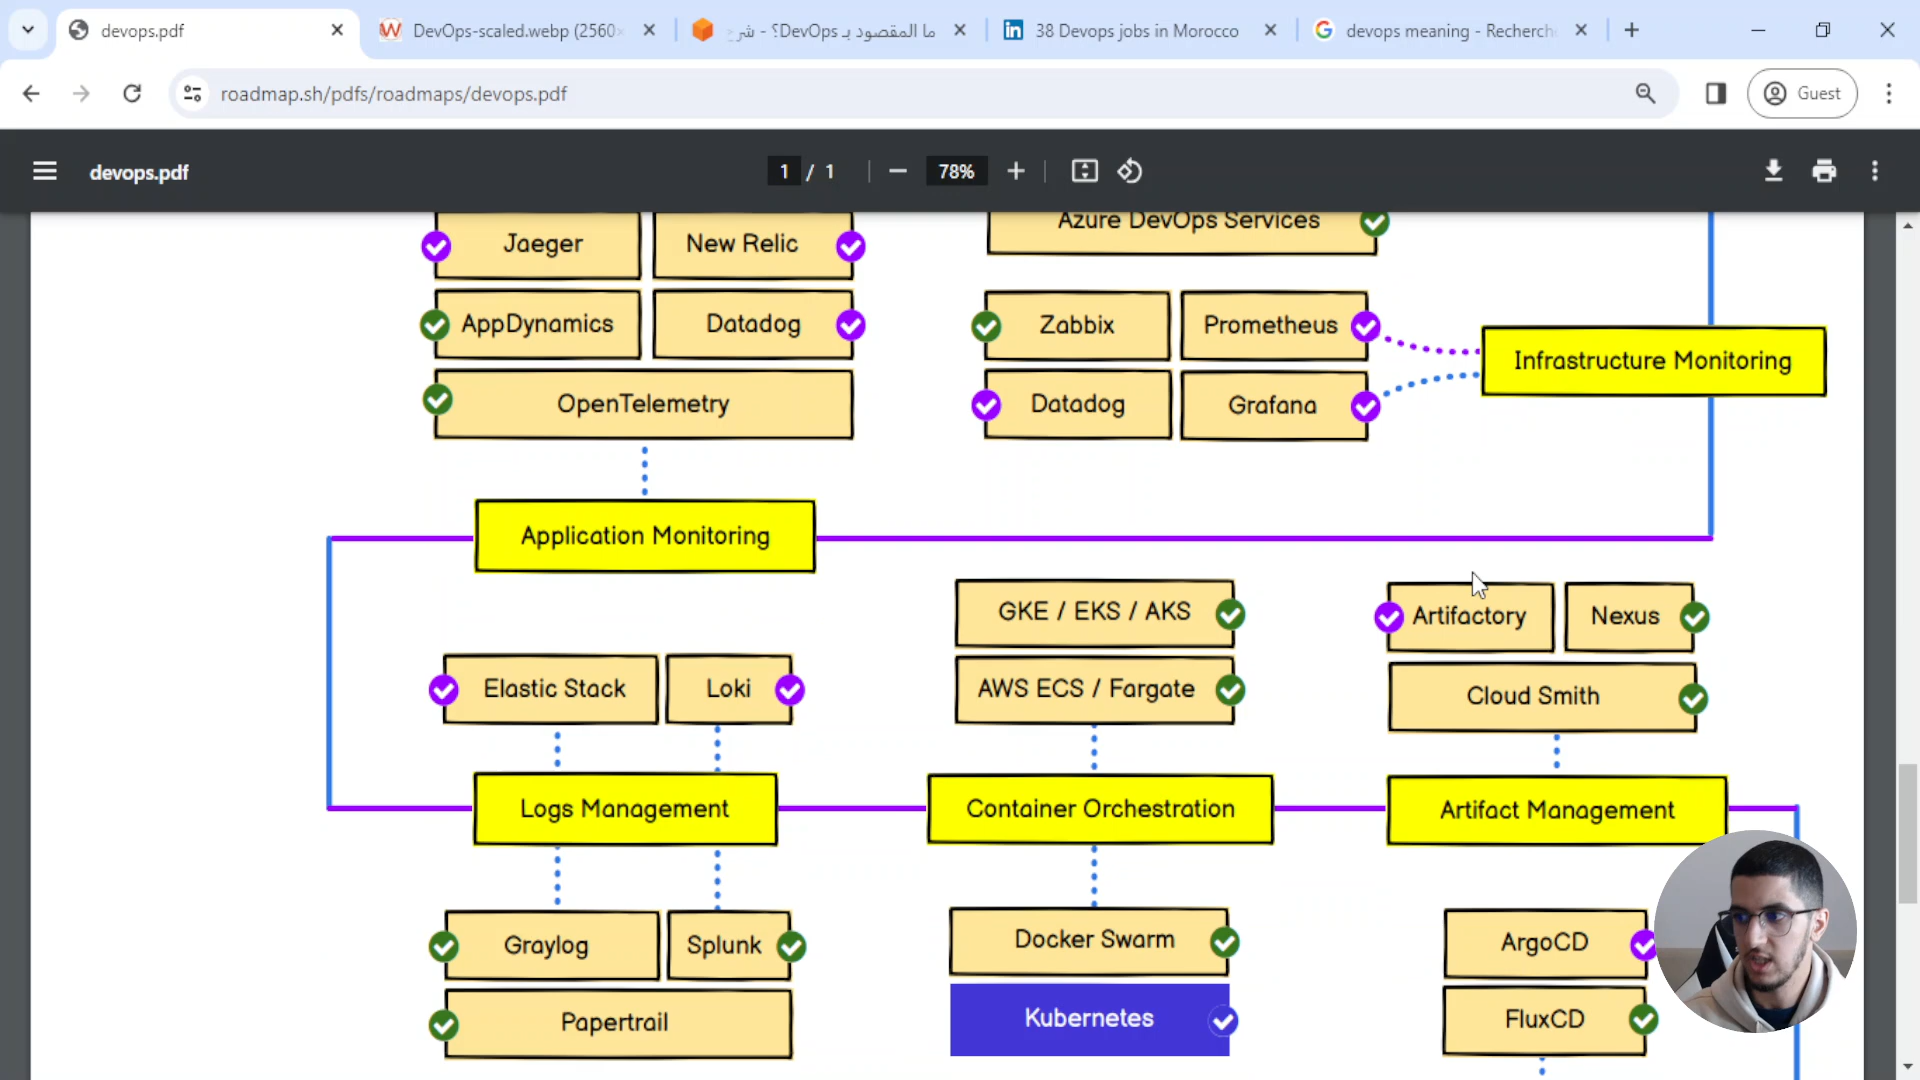 devops.pdf
DevOps-scaled.webp (2560×
ما المقصود بـ DevOps؟ - شرح
38 Devops jobs in Morocco
devops meaning - Recherch
roadmap.sh/pdfs/roadmaps/devops.pdf
Guest
devops.pdf
1 / 1
78%
Jaeger
New Relic
Azure DevOps Services
AppDynamics
Datadog
Zabbix
Prometheus
Infrastructure Monitoring
OpenTelemetry
Datadog
Grafana
Application Monitoring
GKE / EKS / AKS
Artifactory
Nexus
Elastic Stack
Loki
AWS ECS / Fargate
Cloud Smith
Logs Management
Container Orchestration
Artifact Management
Graylog
Splunk
Docker Swarm
ArgoCD
Papertrail
Kubernetes
FluxCD